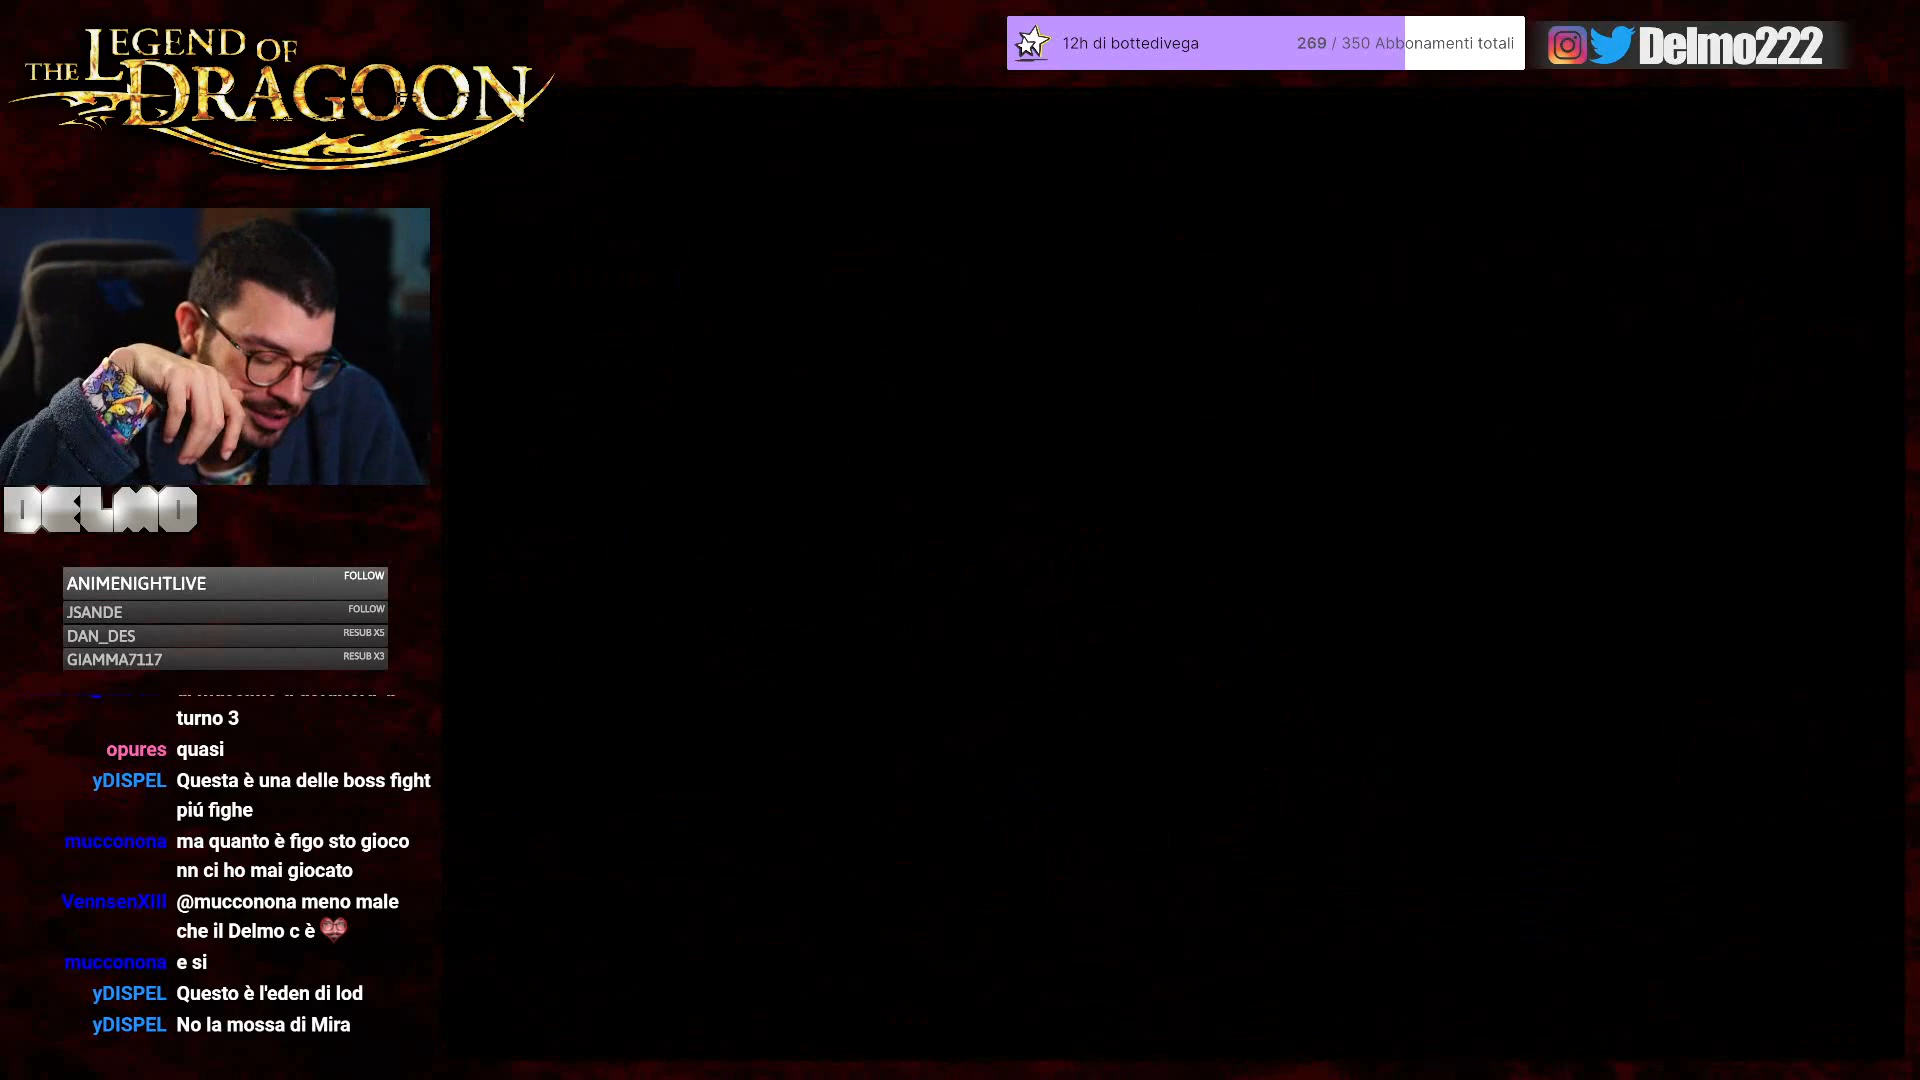 THE LEGEND OF
DRAGOON
12h di bottedivega
269 / 350 Abbonamenti totali
Delmo222
DELMO
ANIMENIGHTLIVE FOLLOW
JSANDE FOLLOW
DAN_DES RESUB X5
GIAMMA7117 RESUB X3
turno 3
opures quasi
yDISPEL Questa è una delle boss fight
piú fighe
mucconona ma quanto è figo sto gioco
nn ci ho mai giocato
VennsenXIII @mucconona meno male
che il Delmo c è
mucconona e si
yDISPEL Questo è l'eden di lod
yDISPEL No la mossa di Mira